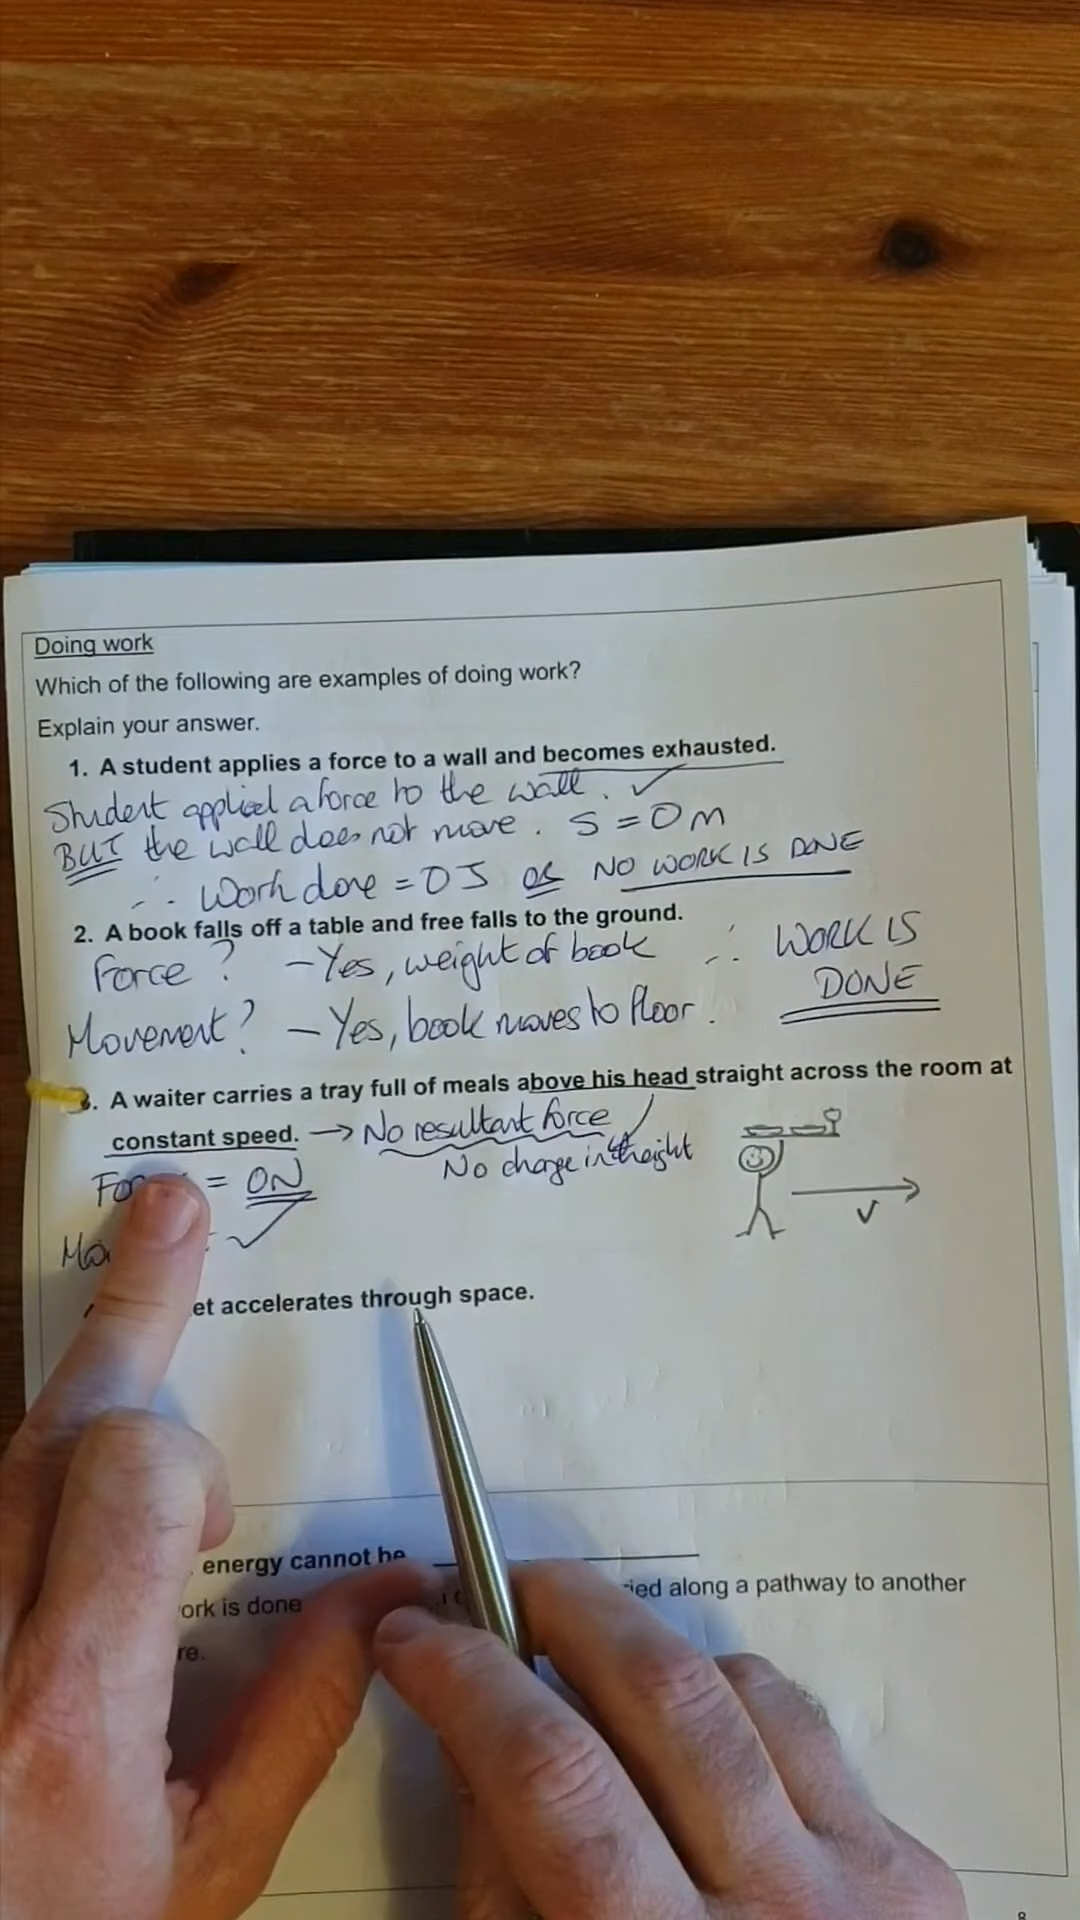 Doing work
Which of the following are examples of doing work?
Explain your answer.
1. A student applies a force to a wall and becomes exhausted.
Student applied a force to the wall. ✓
BUT the wall does not move. S = 0 m
∴ Work done = 0J or NO WORK IS DONE
2. A book falls off a table and free falls to the ground.
Force? – Yes, weight of book ∴ WORK IS
DONE
Movement? – Yes, book moves to floor.
3. A waiter carries a tray full of meals above his head straight across the room at
constant speed. → No resultant force
No change in height
= 0N
✓
V
accelerates through space.
energy cannot be
work is done along a pathway to another
8